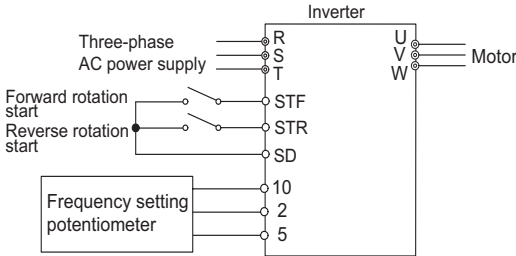 Inverter
Three-phase
AC power supply
R
S
T
U
V
W
Motor
Forward rotation
start
Reverse rotation
start
STF
STR
SD
Frequency setting
potentiometer
10
2
5